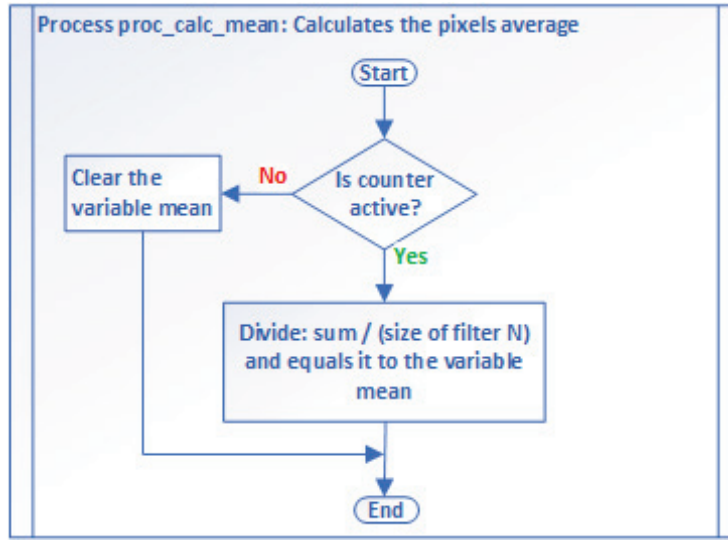 Process proc_calc_mean: Calculates the pixels average
Start
Is counter
active?
No
Clear the
variable mean
Yes
Divide: sum / (size of filter N)
and equals it to the variable
mean
End